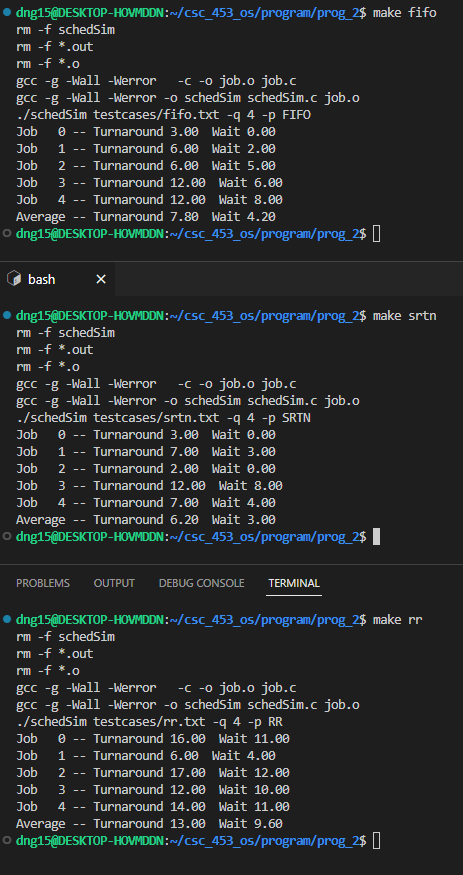 dng15@DESKTOP-HOVMDDN:~/csc_453_os/program/prog_2$ make fifo
rm -f schedSim
rm -f *.out
rm -f *.o
gcc -g -Wall -Werror   -c -o job.o job.c
gcc -g -Wall -Werror -o schedSim schedSim.c job.o
./schedSim testcases/fifo.txt -q 4 -p FIFO
Job   0 -- Turnaround 3.00  Wait 0.00
Job   1 -- Turnaround 6.00  Wait 2.00
Job   2 -- Turnaround 6.00  Wait 5.00
Job   3 -- Turnaround 12.00  Wait 6.00
Job   4 -- Turnaround 12.00  Wait 8.00
Average -- Turnaround 7.80  Wait 4.20
dng15@DESKTOP-HOVMDDN:~/csc_453_os/program/prog_2$
bash
dng15@DESKTOP-HOVMDDN:~/csc_453_os/program/prog_2$ make srtn
rm -f schedSim
rm -f *.out
rm -f *.o
gcc -g -Wall -Werror   -c -o job.o job.c
gcc -g -Wall -Werror -o schedSim schedSim.c job.o
./schedSim testcases/srtn.txt -q 4 -p SRTN
Job   0 -- Turnaround 3.00  Wait 0.00
Job   1 -- Turnaround 7.00  Wait 3.00
Job   2 -- Turnaround 2.00  Wait 0.00
Job   3 -- Turnaround 12.00  Wait 8.00
Job   4 -- Turnaround 7.00  Wait 4.00
Average -- Turnaround 6.20  Wait 3.00
dng15@DESKTOP-HOVMDDN:~/csc_453_os/program/prog_2$
PROBLEMS OUTPUT DEBUG CONSOLE TERMINAL
dng15@DESKTOP-HOVMDDN:~/csc_453_os/program/prog_2$ make rr
rm -f schedSim
rm -f *.out
rm -f *.o
gcc -g -Wall -Werror   -c -o job.o job.c
gcc -g -Wall -Werror -o schedSim schedSim.c job.o
./schedSim testcases/rr.txt -q 4 -p RR
Job   0 -- Turnaround 16.00  Wait 11.00
Job   1 -- Turnaround 6.00  Wait 4.00
Job   2 -- Turnaround 17.00  Wait 12.00
Job   3 -- Turnaround 12.00  Wait 10.00
Job   4 -- Turnaround 14.00  Wait 11.00
Average -- Turnaround 13.00  Wait 9.60
dng15@DESKTOP-HOVMDDN:~/csc_453_os/program/prog_2$